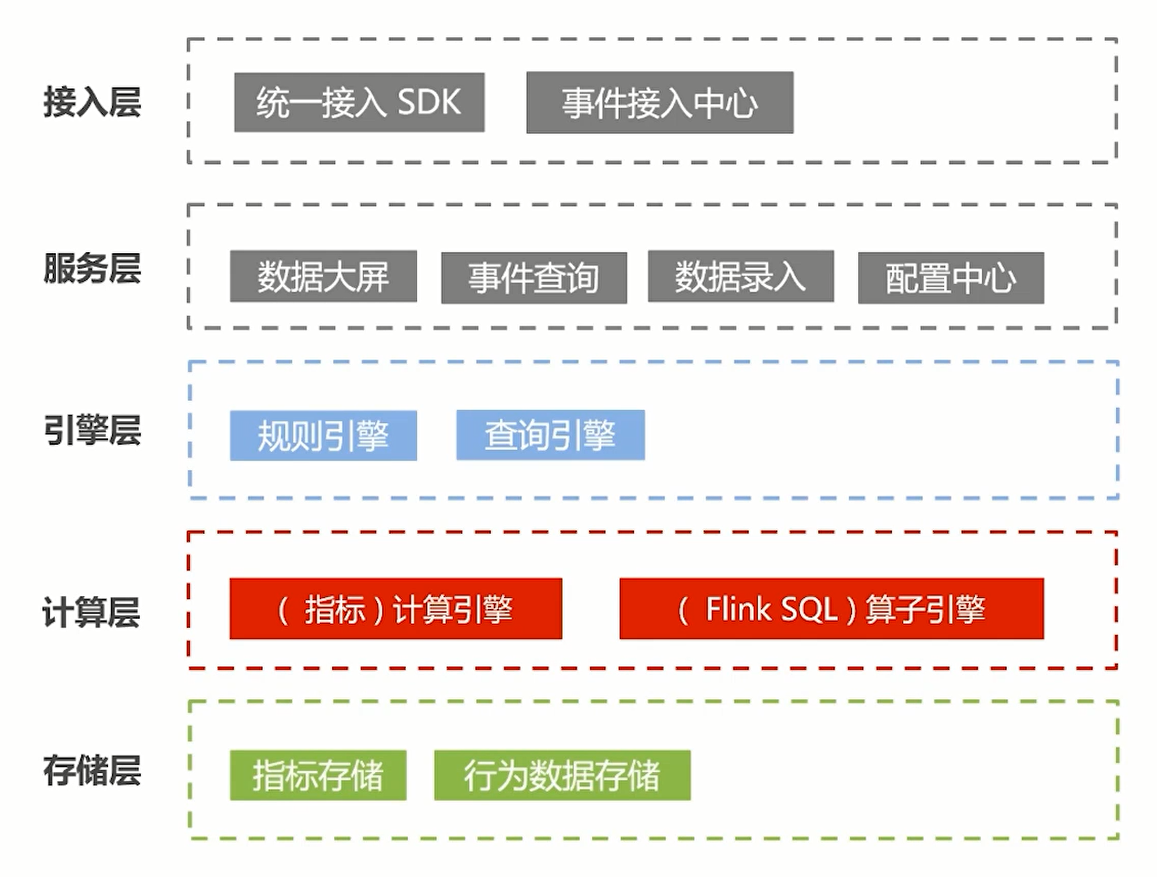 接入层
统一接入 SDK
事件接入中心
服务层
数据大屏
事件查询
数据录入
配置中心
引擎层
规则引擎
查询引擎
计算层
（ 指标 ) 计算引擎
（ Flink SQL ) 算子引擎
存储层
指标存储
行为数据存储